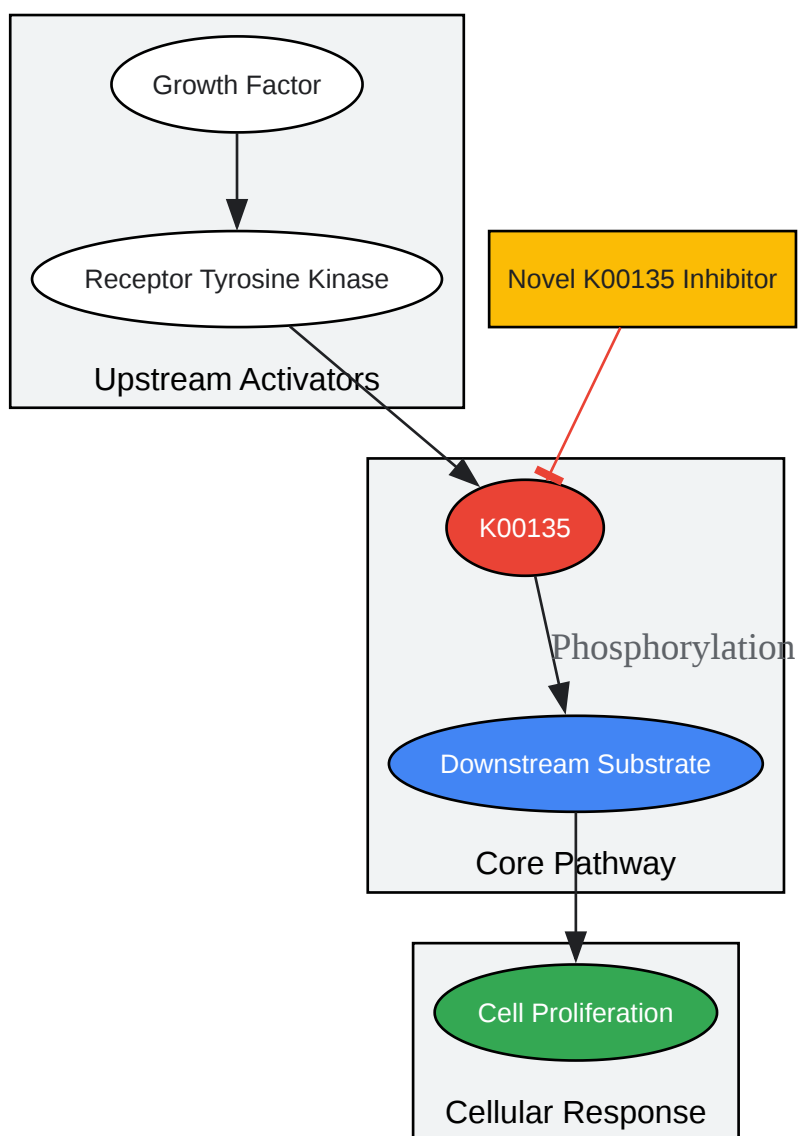 Growth Factor
Receptor Tyrosine Kinase
Novel K00135 Inhibitor
Upstream Activators
K00135
Phosphorylation
Downstream Substrate
Core Pathway
Cell Proliferation
Cellular Response